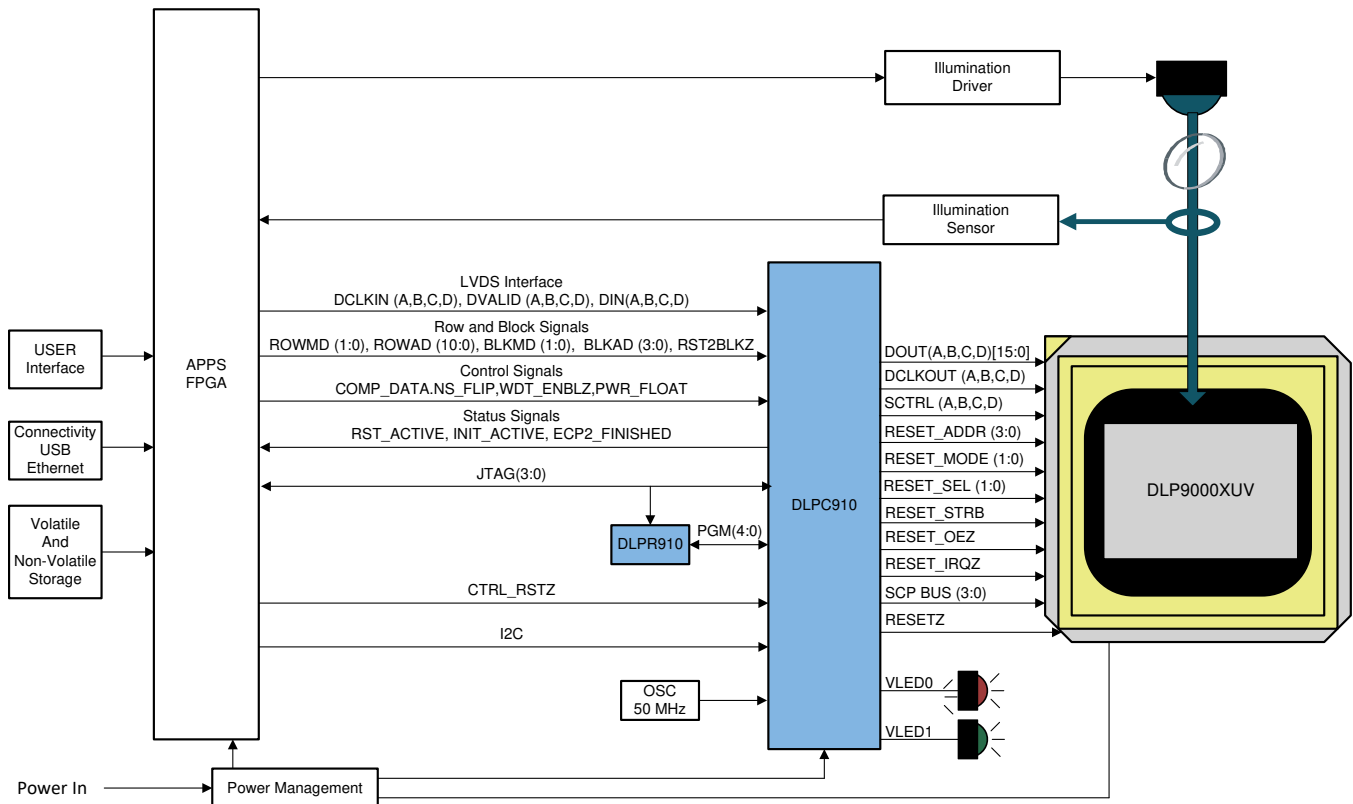 Illumination
Driver
Illumination
Sensor
LVDS Interface
DCLKIN (A,B,C,D), DVALID (A,B,C,D), DIN(A,B,C,D)
Row and Block Signals
ROWMD (1:0), ROWAD (10:0), BLKMD (1:0), BLKAD (3:0), RST2BLKZ
Control Signals
COMP_DATA.NS_FLIP,WDT_ENBLZ,PWR_FLOAT
Status Signals
RST_ACTIVE, INIT_ACTIVE, ECP2_FINISHED
JTAG(3:0)
DLPR910
PGM(4:0)
CTRL_RSTZ
I2C
OSC
50 MHz
USER
Interface
Connectivity
USB
Ethernet
Volatile
And
Non-Volatile
Storage
APPS
FPGA
DLPC910
DOUT(A,B,C,D)[15:0]
DCLKOUT (A,B,C,D)
SCTRL (A,B,C,D)
RESET_ADDR (3:0)
RESET_MODE (1:0)
RESET_SEL (1:0)
RESET_STRB
RESET_OEZ
RESET_IRQZ
SCP BUS (3:0)
RESETZ
DLP9000XUV
VLED0
VLED1
Power In
Power Management